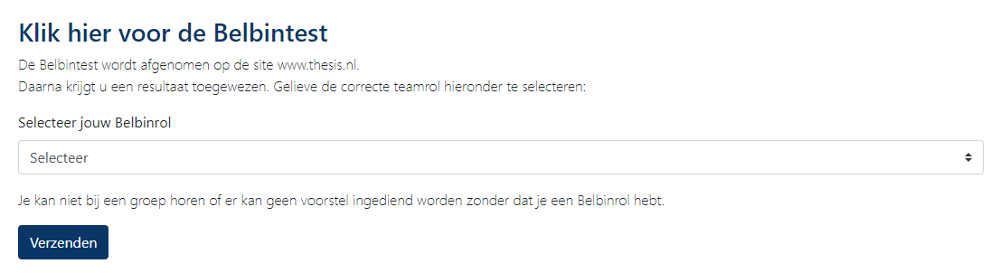 Klik hier voor de Belbintest
De Belbintest wordt afgenomen op de site www.thesis.nl.
Daarna krijgt u een resultaat toegewezen. Gelieve de correcte teamrol hieronder te selecteren:
Selecteer jouw Belbinrol
Selecteer
Je kan niet bij een groep horen of er kan geen voorstel ingediend worden zonder dat je een Belbinrol hebt.
Verzenden